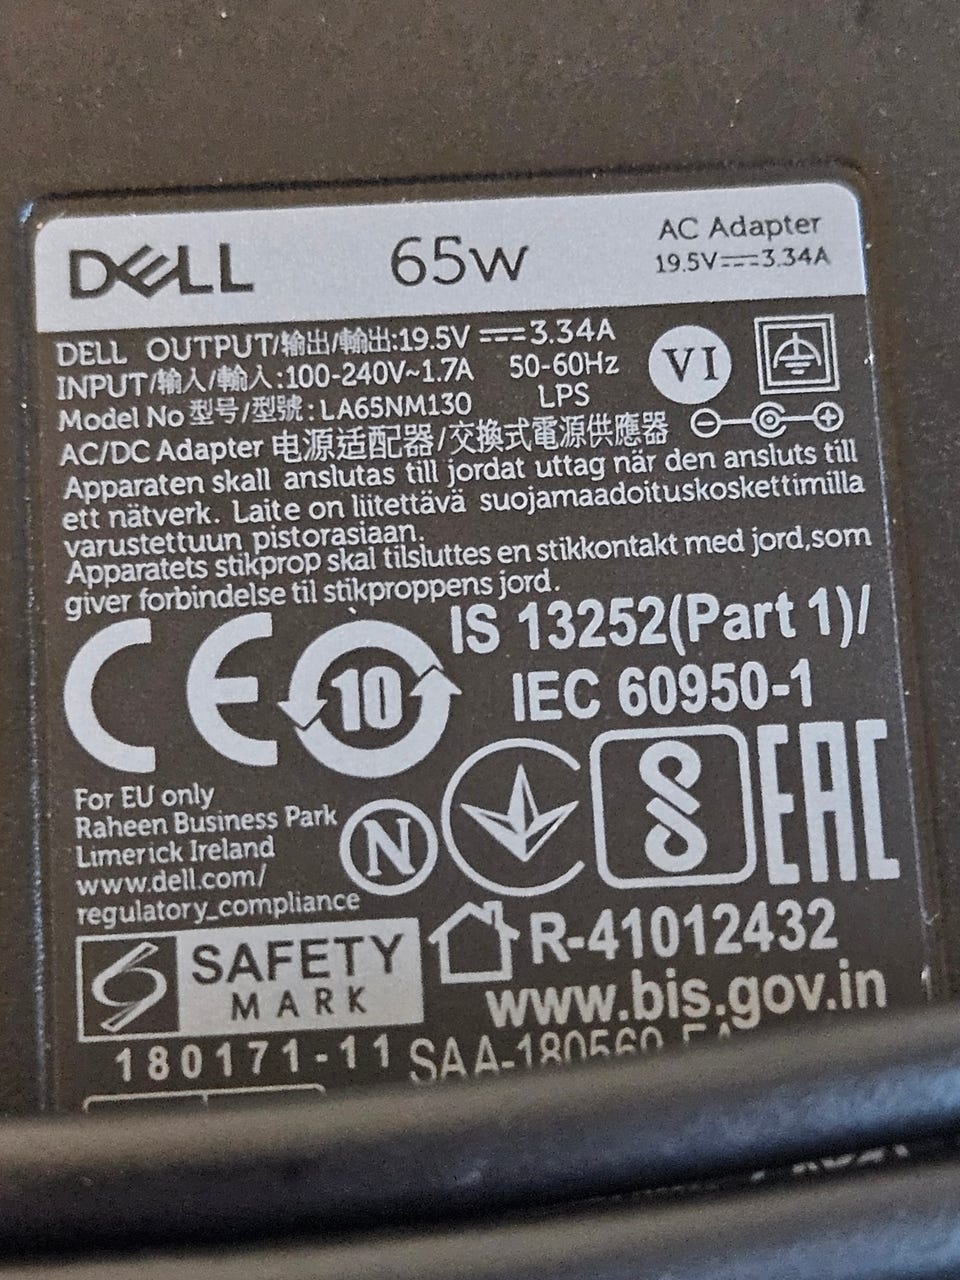 DELL 65W AC Adapter
19.5V⎓3.34A
DELL OUTPUT/输出/輸出:19.5V ⎓3.34A
INPUT/输入/輸入:100-240V~1.7A 50-60Hz
VI
Model No 型号/型號:LA65NM130 LPS
AC/DC Adapter 电源适配器/交換式電源供應器
Apparaten skall anslutas till jordat uttag när den ansluts till
ett nätverk. Laite on liitettävä suojamaadoituskoskettimilla
varustettuun pistorasiaan.
Apparatets stikprop skal tilsluttes en stikkontakt med jord,som
giver forbindelse til stikproppens jord.
CE 10 IS 13252(Part 1)/
IEC 60950-1
For EU only
Raheen Business Park
Limerick Ireland
www.dell.com/
regulatory_compliance
N
EAC
SAFETY
MARK
R-41012432
www.bis.gov.in
180171-11 SAA-180560